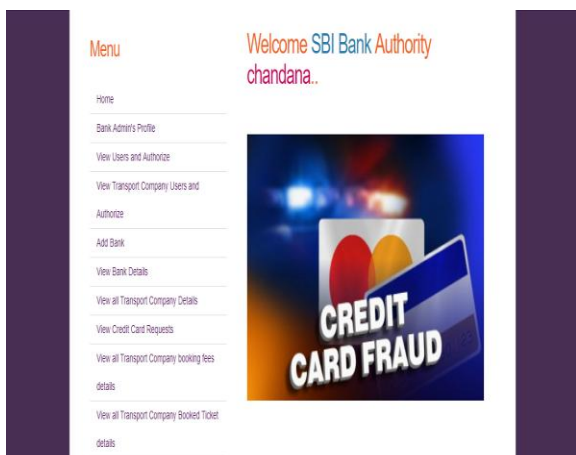 Menu
Home
Bank Admin's Profile
View Users and Authorize
View Transport Company Users and
Authorize
Add Bank
View Bank Details
View all Transport Company Details
View Credit Card Requests
View all Transport Company booking fees
details
View all Transport Company Booked Ticket
details
Welcome SBI Bank Authority
chandana..
CREDIT
CARD FRAUD